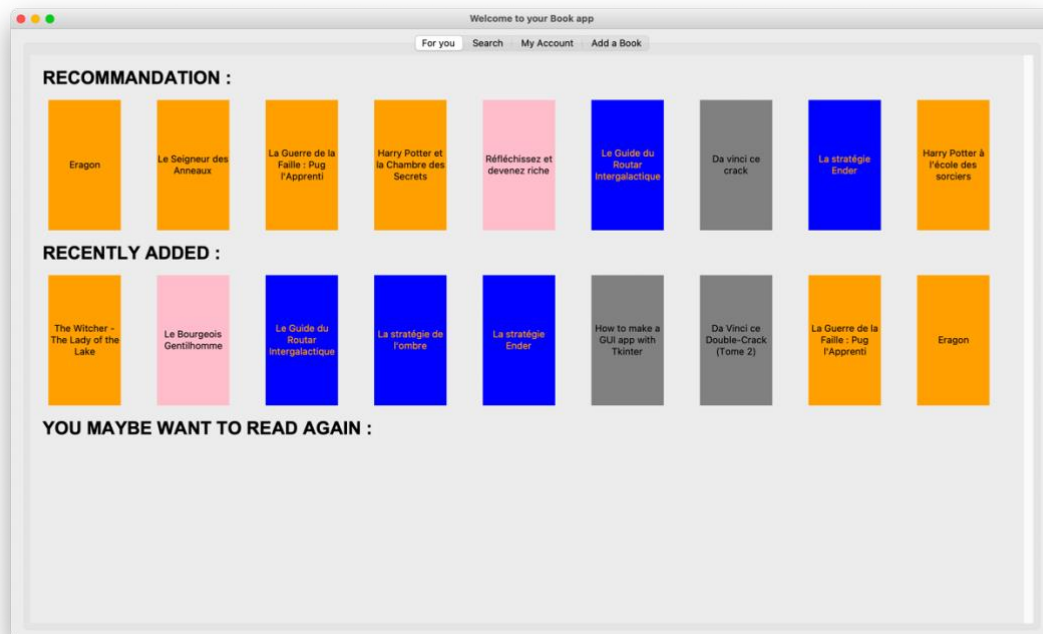 Welcome to your Book app
For you Search My Account Add a Book
RECOMMANDATION :
Eragon
Le Seigneur des
Anneaux
La Guerre de la
Faille : Pug
l'Apprenti
Harry Potter et
la Chambre des
Secrets
Réfléchissez et
devenez riche
Le Guide du
Routar
Intergalactique
Da vinci ce
crack
La stratégie
Ender
Harry Potter à
l'école des
sorciers
RECENTLY ADDED :
The Witcher -
The Lady of the
Lake
Le Bourgeois
Gentilhomme
Le Guide du
Routar
Intergalactique
La stratégie de
l'ombre
La stratégie
Ender
How to make a
GUI app with
Tkinter
Da Vinci ce
Double-Crack
(Tome 2)
La Guerre de la
Faille : Pug
l'Apprenti
Eragon
YOU MAYBE WANT TO READ AGAIN :